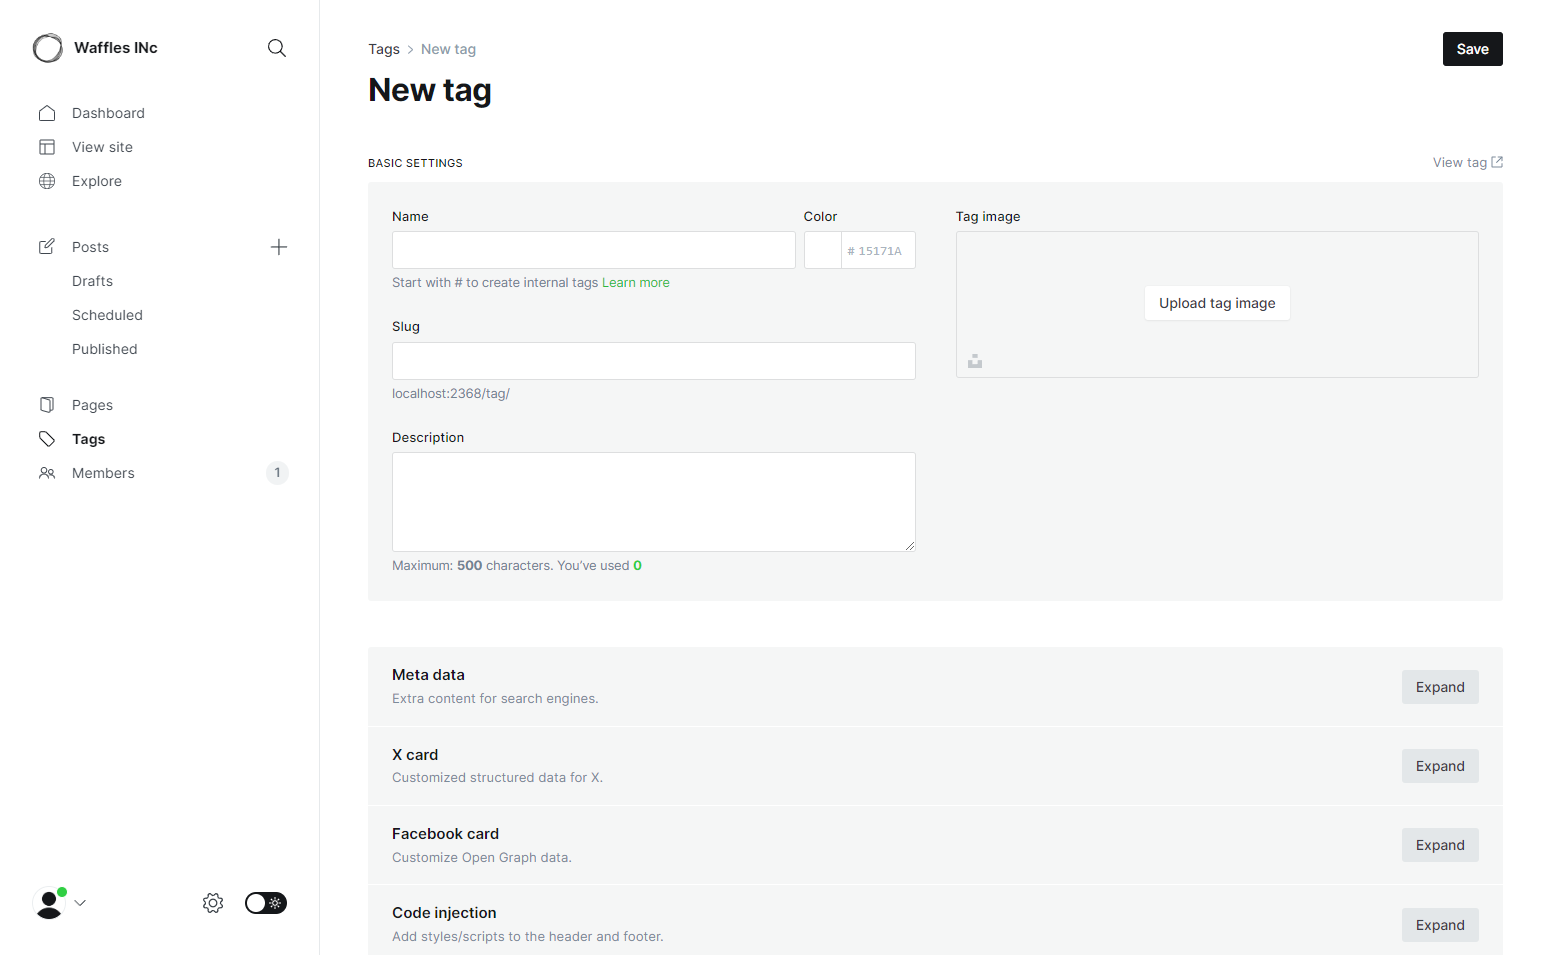 Waffles INc
Dashboard
View site
Explore
Posts
Drafts
Scheduled
Published
Pages
Tags
Members 1
Tags > New tag
Save
New tag
BASIC SETTINGS
View tag
Name
Color
# 15171A
Start with # to create internal tags Learn more
Slug
localhost:2368/tag/
Description
Maximum: 500 characters. You’ve used 0
Tag image
Upload tag image
Meta data
Extra content for search engines.
Expand
X card
Customized structured data for X.
Expand
Facebook card
Customize Open Graph data.
Expand
Code injection
Add styles/scripts to the header and footer.
Expand